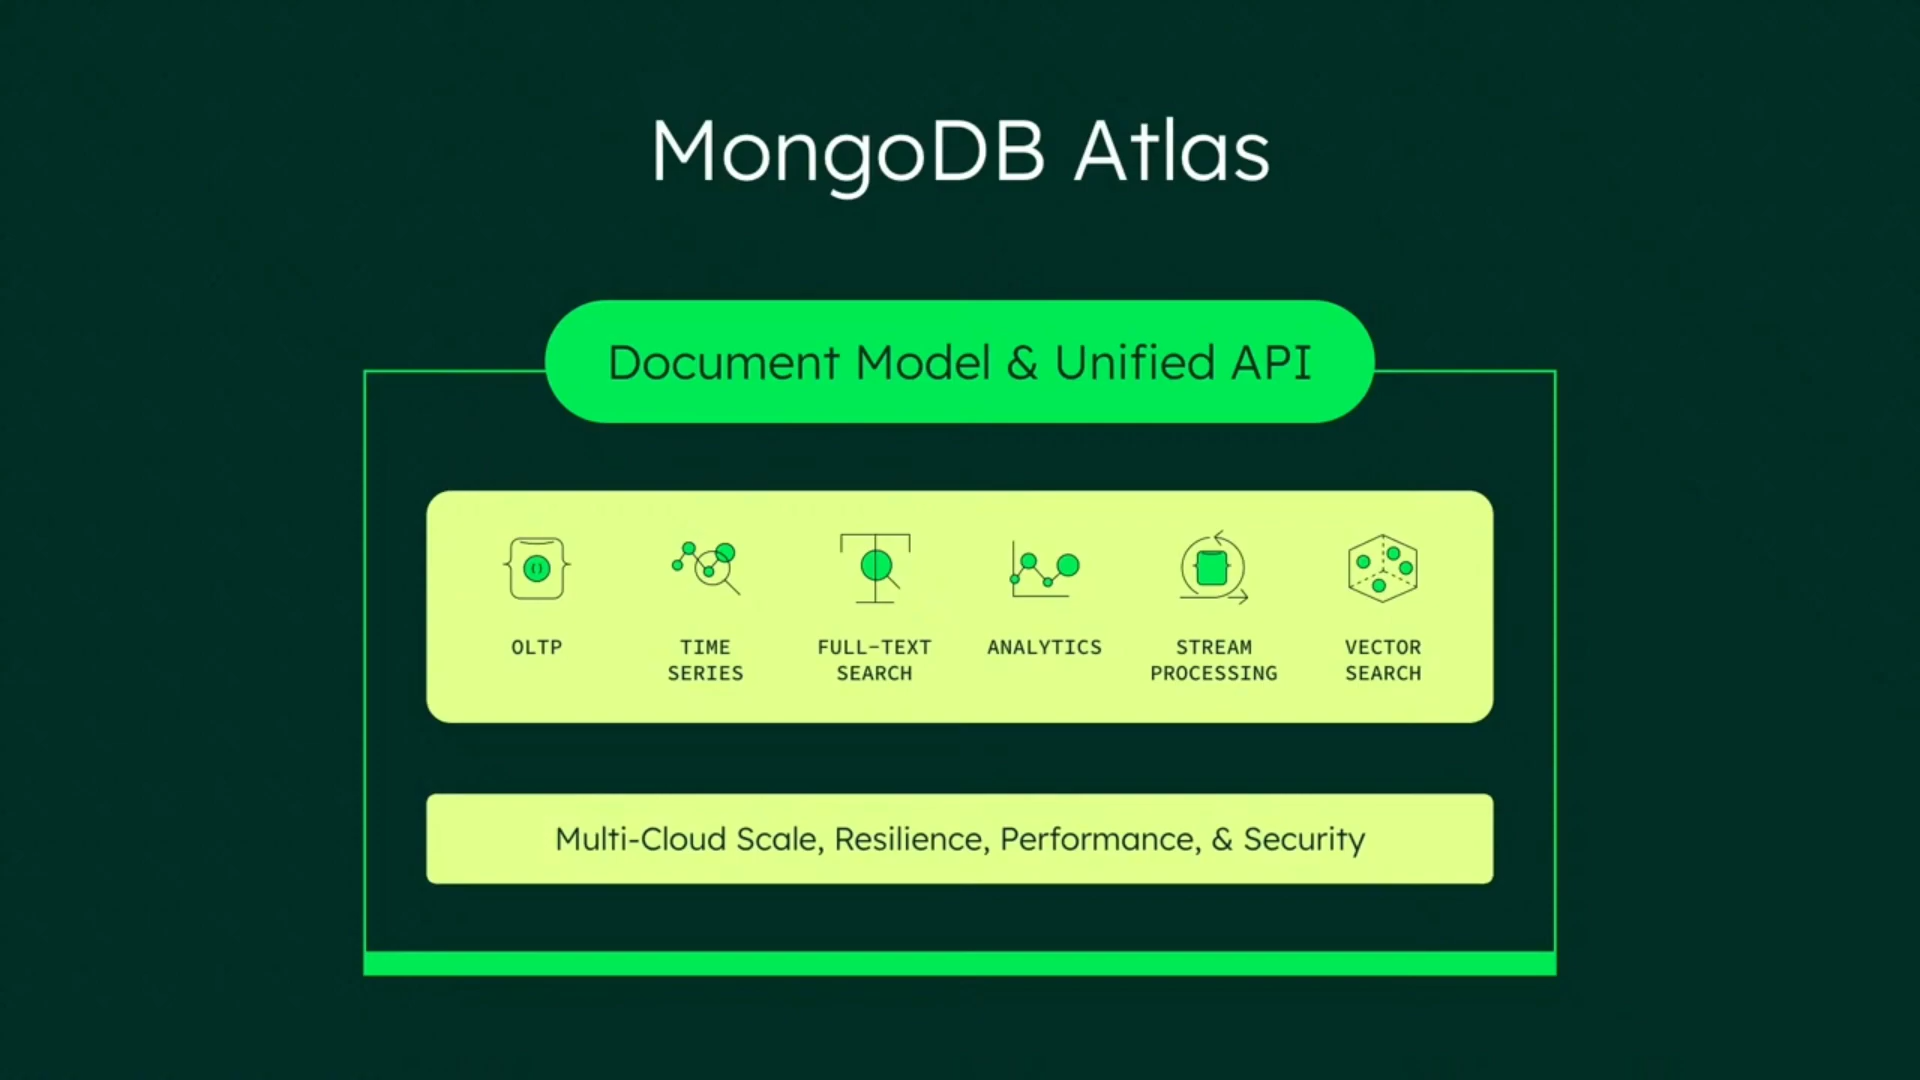 MongoDB Atlas
Document Model & Unified API
OLTP
TIME
SERIES
FULL-TEXT
SEARCH
ANALYTICS
STREAM
PROCESSING
VECTOR
SEARCH
Multi-Cloud Scale, Resilience, Performance, & Security